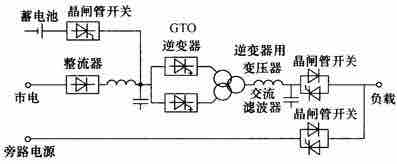 蓄电池
晶闸管开关
GTO
逆变器
逆变器用
变压器
晶闸管开关
整流器
市电
交流
滤波器
负载
晶闸管开关
旁路电源